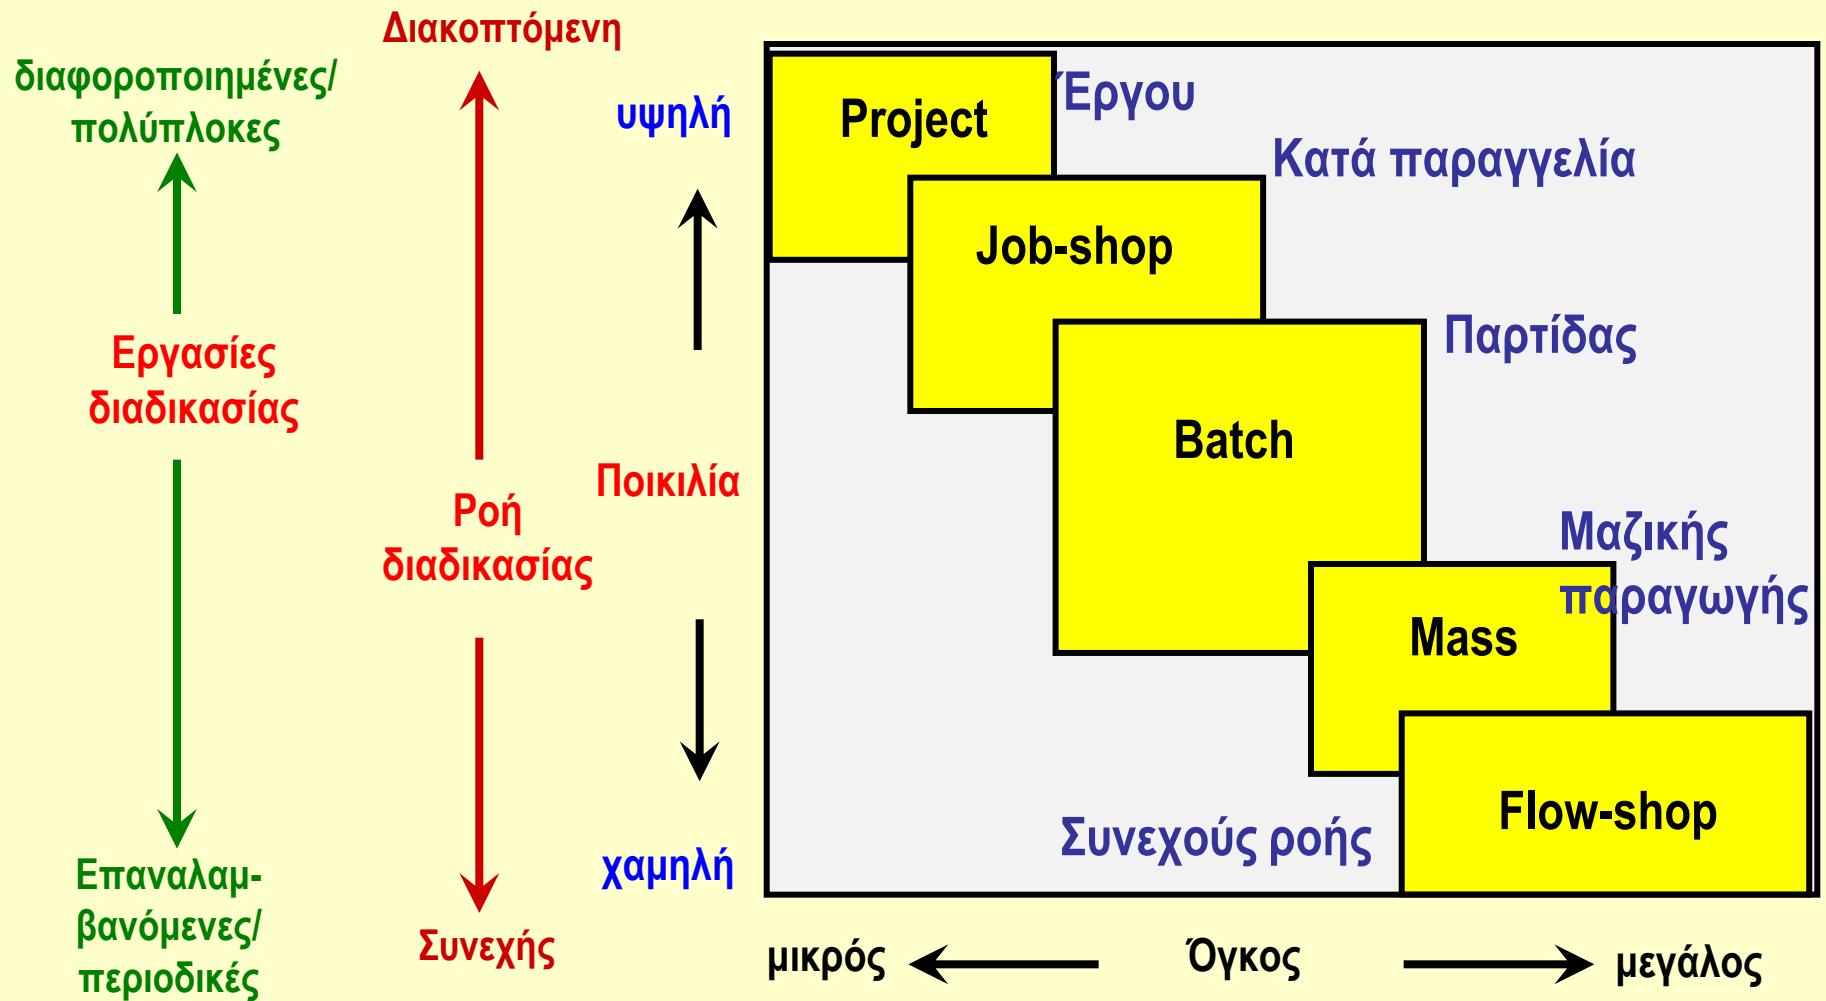 διαφοροποιημένες/
πολύπλοκες
Εργασίες
διαδικασίας
Επαναλαμ-
βανόμενες/
περιοδικές
Διακοπτόμενη
Ροή
διαδικασίας
Συνεχής
υψηλή
Ποικιλία
χαμηλή
Project
Έργου
Κατά παραγγελία
Job-shop
Παρτίδας
Batch
Μαζικής
παραγωγής
Mass
Flow-shop
Συνεχούς ροής
μικρός
Όγκος
μεγάλος